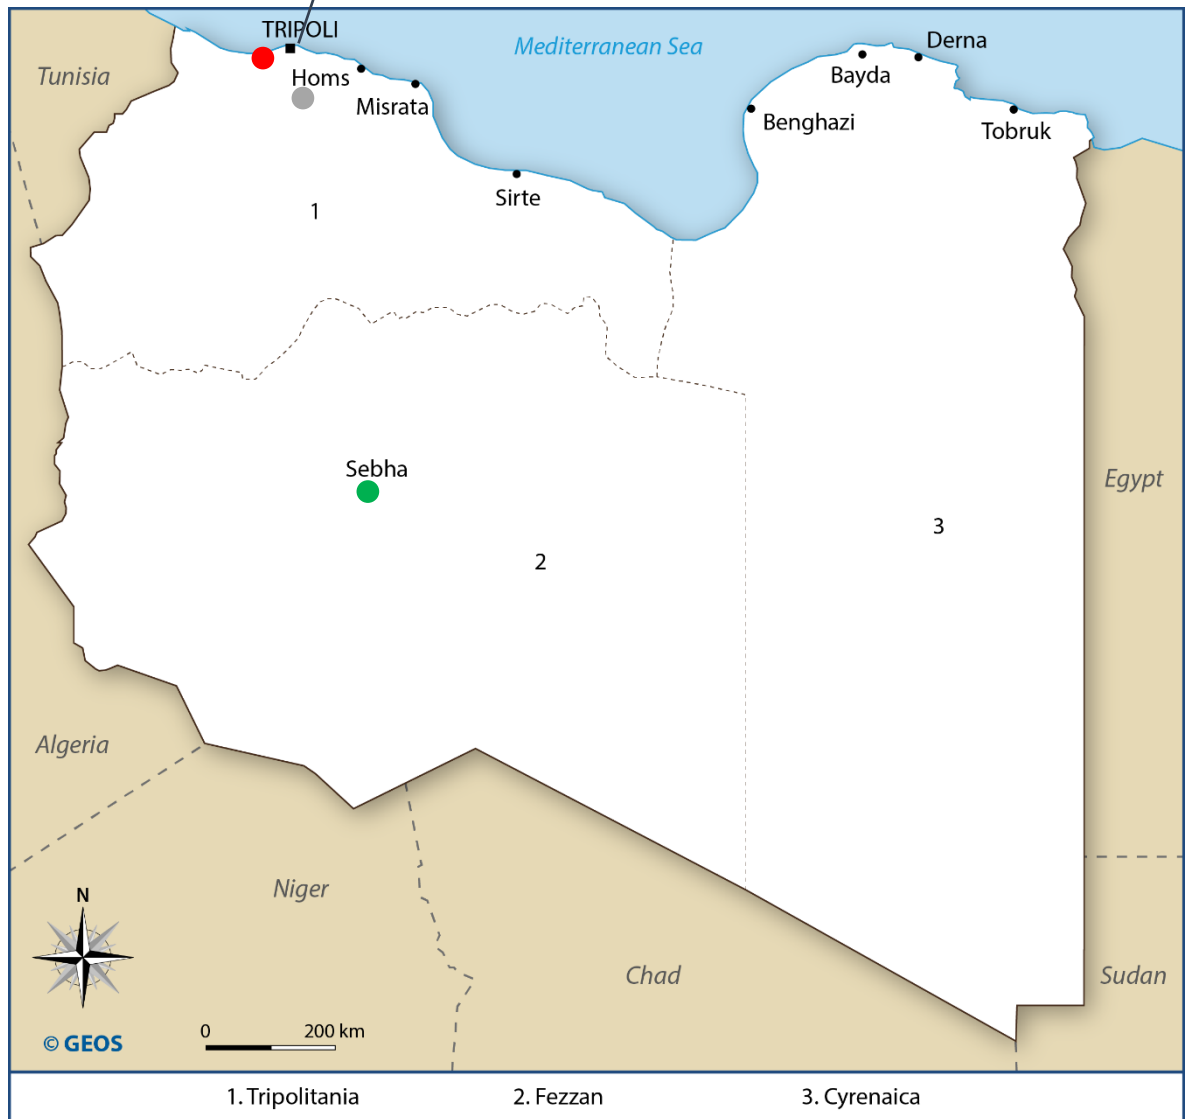 TRIPOLI
Mediterranean Sea
Derna
Tunisia
Homs
Bayda
Misrata
Benghazi
Tobruk
Sirte
1
Sebha
Egypt
3
2
Algeria
Niger
N
Chad
Sudan
0 200 km
© GEOS
1. Tripolitania 2. Fezzan 3. Cyrenaica